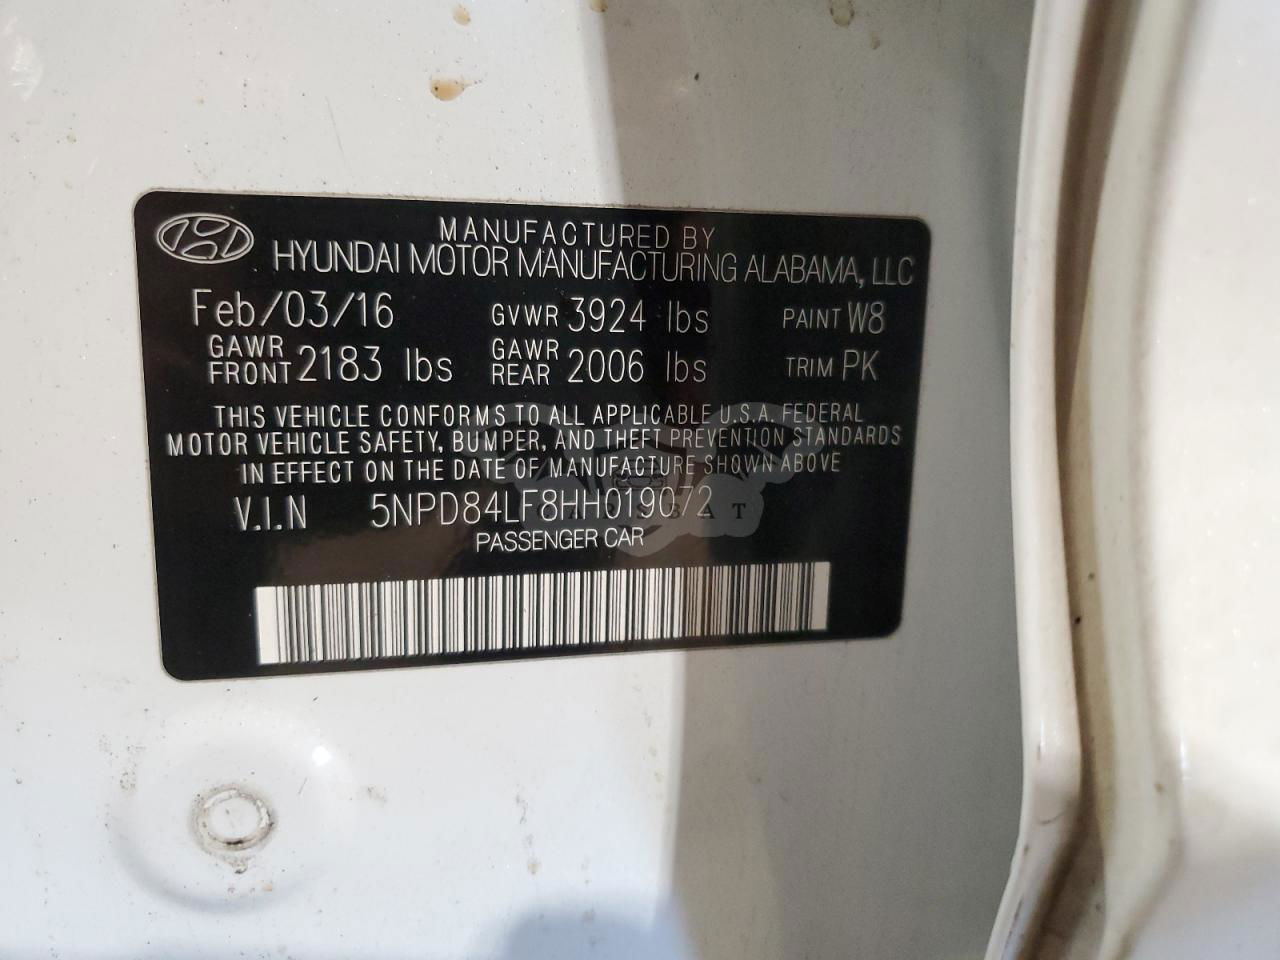 MANUFACTURED BY
HYUNDAI MOTOR MANUFACTURING ALABAMA, LLC
Feb/03/16 GVWR 3924 lbs PAINT W8
GAWR FRONT 2183 lbs GAWR REAR 2006 lbs TRIM PK
THIS VEHICLE CONFORMS TO ALL APPLICABLE U.S.A. FEDERAL
MOTOR VEHICLE SAFETY, BUMPER, AND THEFT PREVENTION STANDARDS
IN EFFECT ON THE DATE OF MANUFACTURE SHOWN ABOVE
V.I.N 5NPD84LF8HH019072
PASSENGER CAR